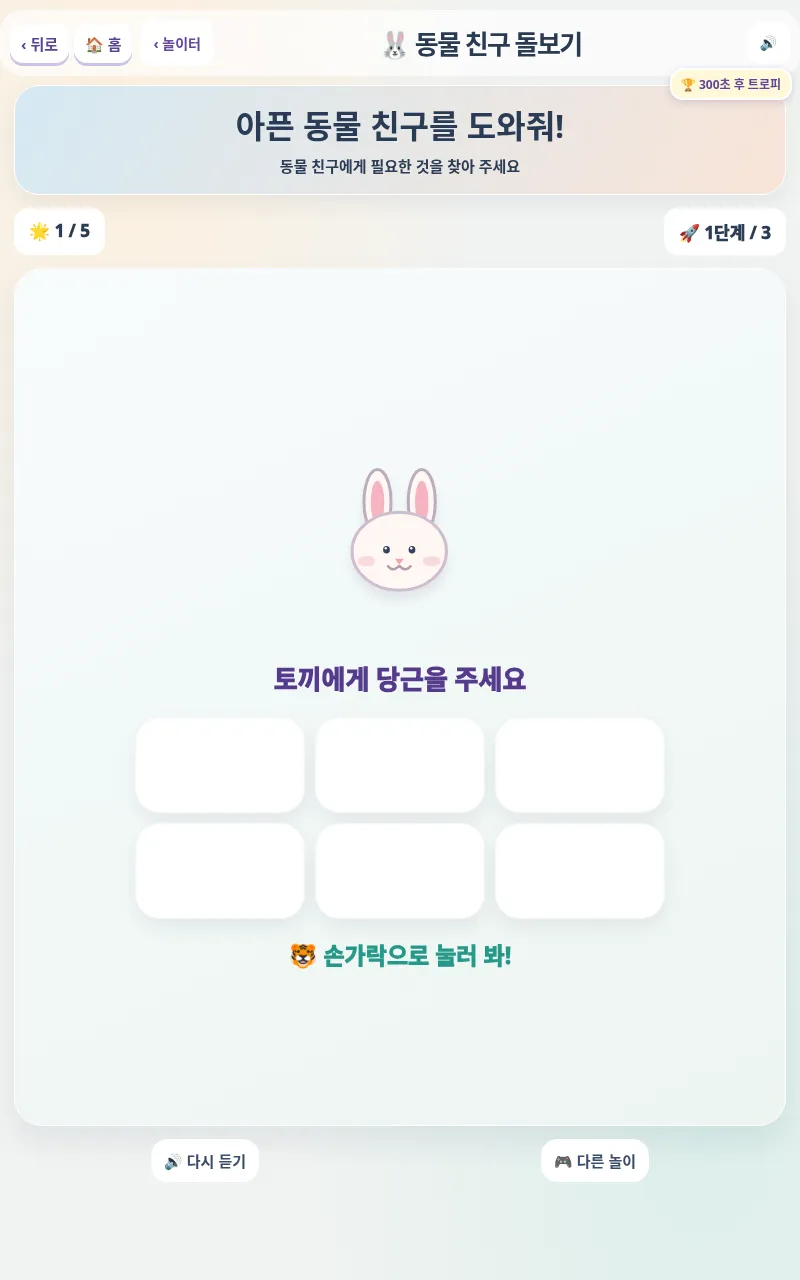 ‹ 뒤로
🏠 홈
‹ 놀이터
🐰 동물 친구 돌보기
🔊
🏆 300초 후 트로피
아픈 동물 친구를 도와줘!
동물 친구에게 필요한 것을 찾아 주세요
🌟 1 / 5
🚀 1단계 / 3
토끼에게 당근을 주세요
🐯 손가락으로 눌러 봐!
🔊 다시 듣기
🎮 다른 놀이